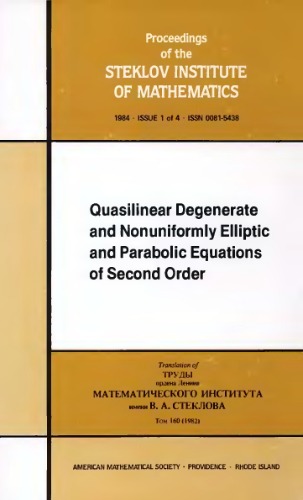 Proceedings
of the
STEKLOV INSTITUTE
OF MATHEMATICS
1984 · ISSUE 1 of 4 · ISSN 0081-5438
Quasilinear Degenerate
and Nonuniformly Elliptic
and Parabolic Equations
of Second Order
Translation of
ТРУДЫ
ордена Ленина
МАТЕМАТИЧЕСКОГО ИНСТИТУТА
имени В. А. СТЕКЛОВА
Том 160 (1982)
AMERICAN MATHEMATICAL SOCIETY · PROVIDENCE · RHODE ISLAND